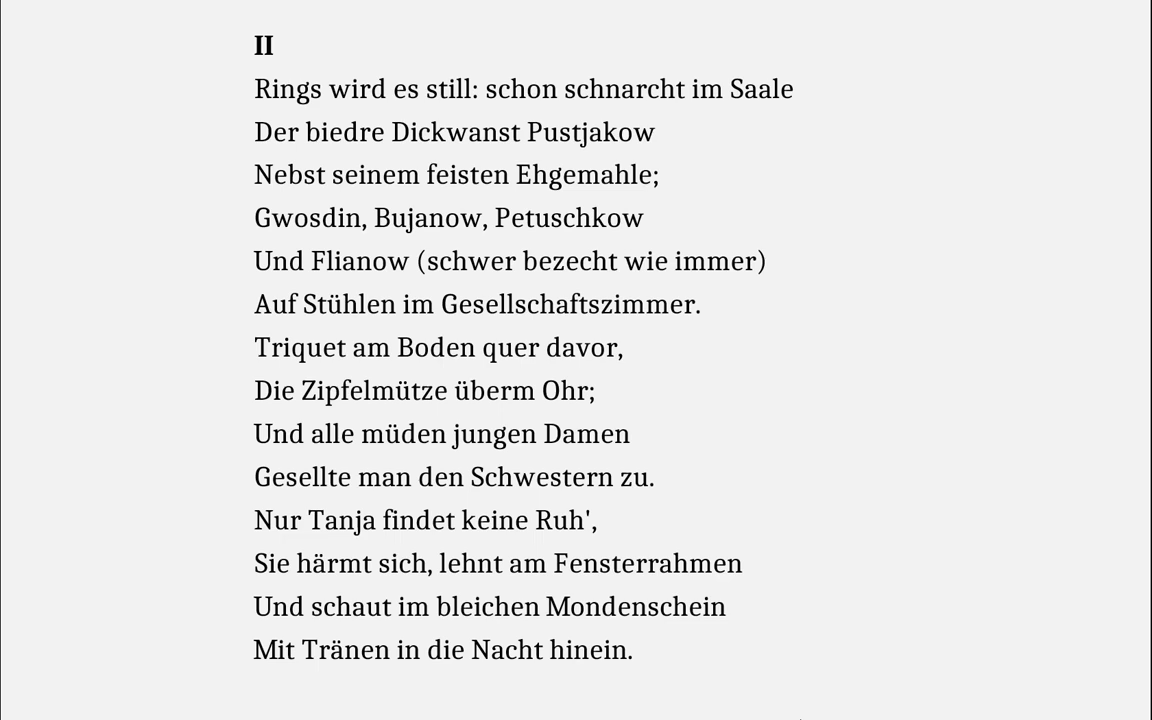 II
Rings wird es still: schon schnarcht im Saale
Der biedre Dickwanst Pustjakow
Nebst seinem feisten Ehgemahle;
Gwosdin, Bujanow, Petuschkow
Und Flianow (schwer bezecht wie immer)
Auf Stühlen im Gesellschaftszimmer.
Triquet am Boden quer davor,
Die Zipfelmütze überm Ohr;
Und alle müden jungen Damen
Gesellte man den Schwestern zu.
Nur Tanja findet keine Ruh',
Sie härmt sich, lehnt am Fensterrahmen
Und schaut im bleichen Mondenschein
Mit Tränen in die Nacht hinein.